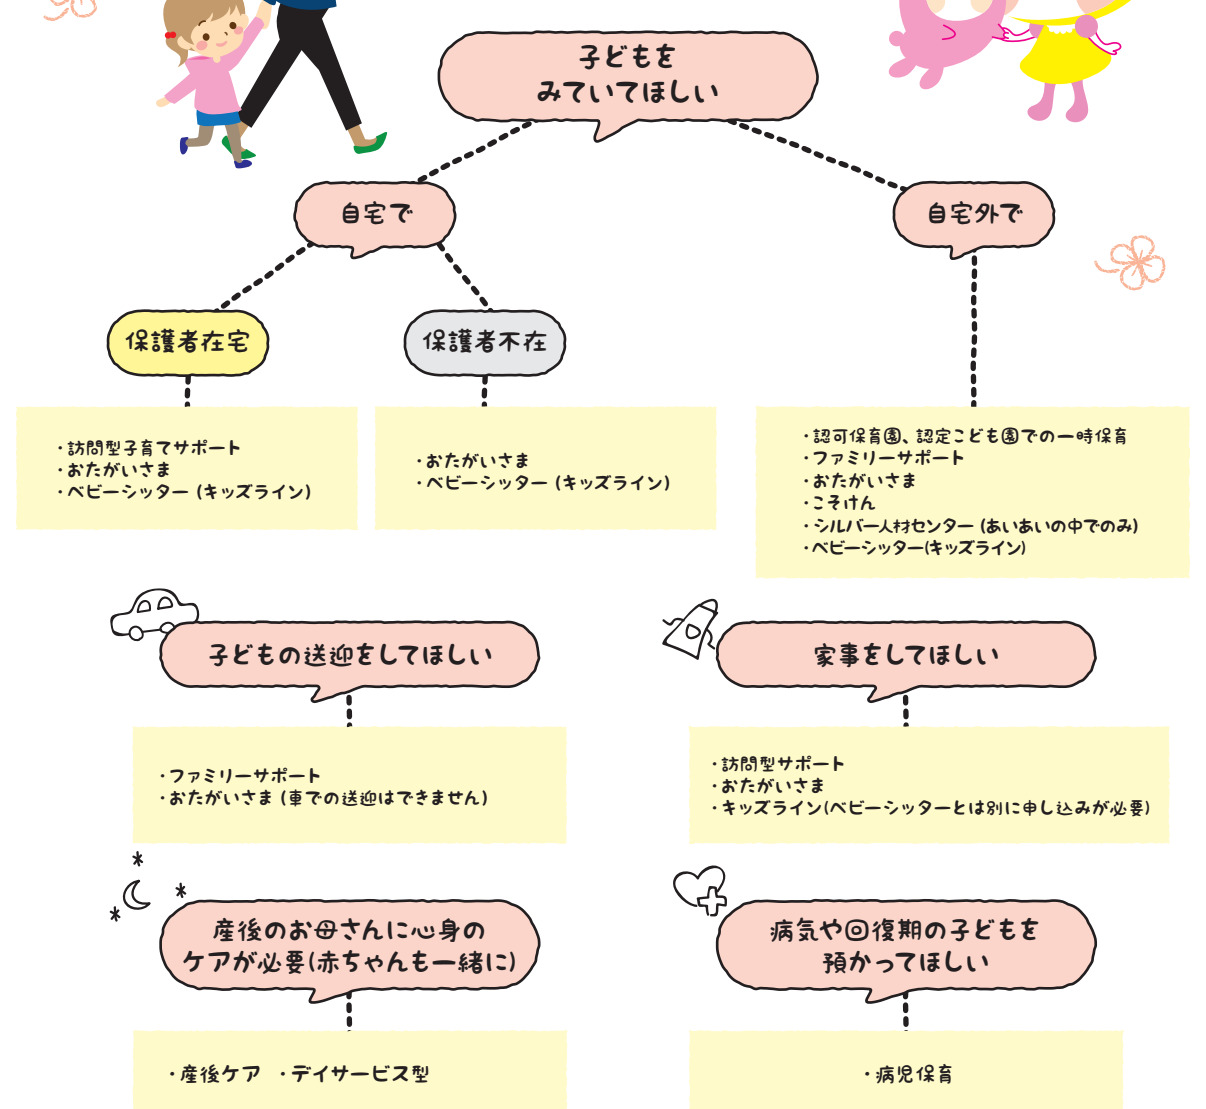 子どもを
みていてほしい
自宅で
自宅外で
保護者在宅
保護者不在
・訪問型子育てサポート
・おたがいさま
・ベビーシッター（キッズライン）
・おたがいさま
・ベビーシッター（キッズライン）
・認可保育園、認定こども園での一時保育
・ファミリーサポート
・おたがいさま
・こそけん
・シルバー人材センター（あいあいの中でのみ）
・ベビーシッター(キッズライン)
子どもの送迎をしてほしい
家事をしてほしい
・ファミリーサポート
・おたがいさま（車での送迎はできません）
・訪問型サポート
・おたがいさま
・キッズライン(ベビーシッターとは別に申し込みが必要)
産後のお母さんに心身の
ケアが必要(赤ちゃんも一緒に)
病気や回復期の子どもを
預かってほしい
・産後ケア ・デイサービス型
・病児保育